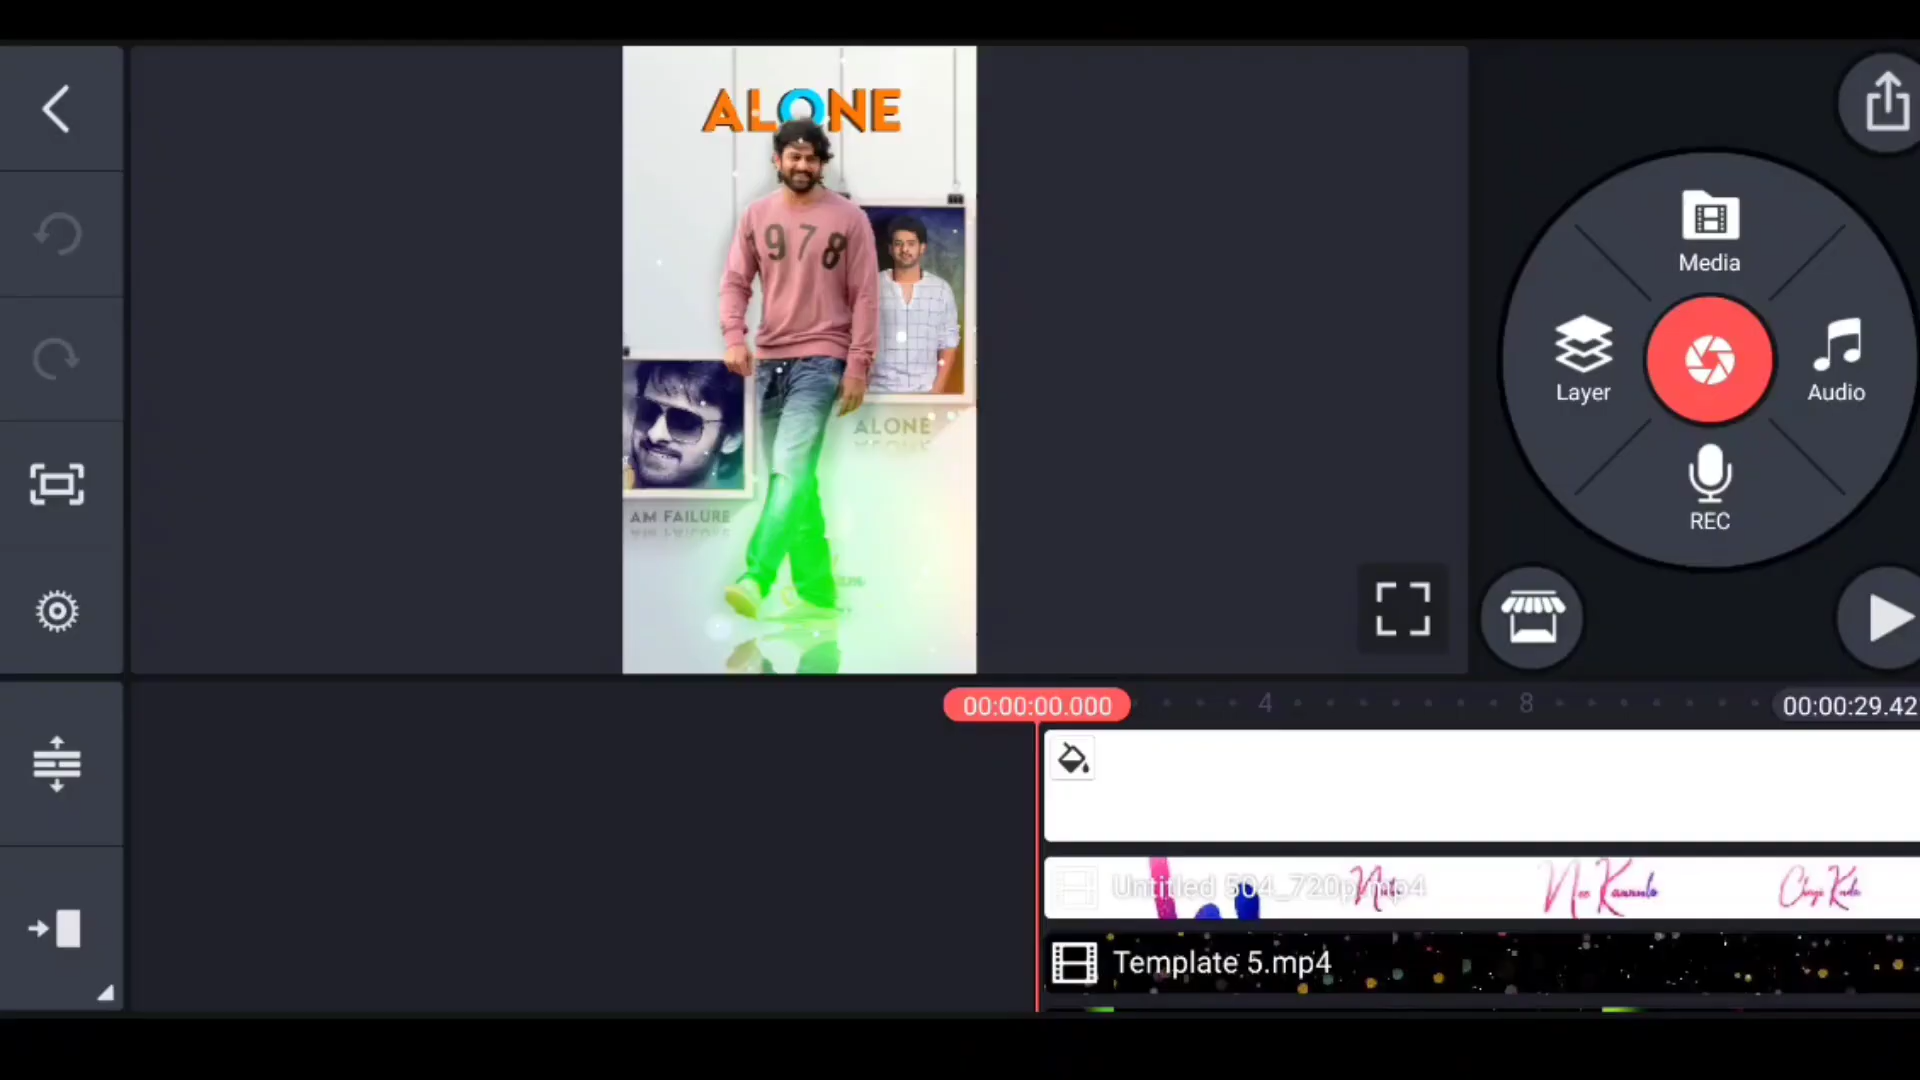 ALONE
1978
Media
Layer
Audio
ALONE
REC
AM FAILURE
00:00:00.000
4
8
00:00:29.42
Untitled 504_720p.mp4
Template 5.mp4